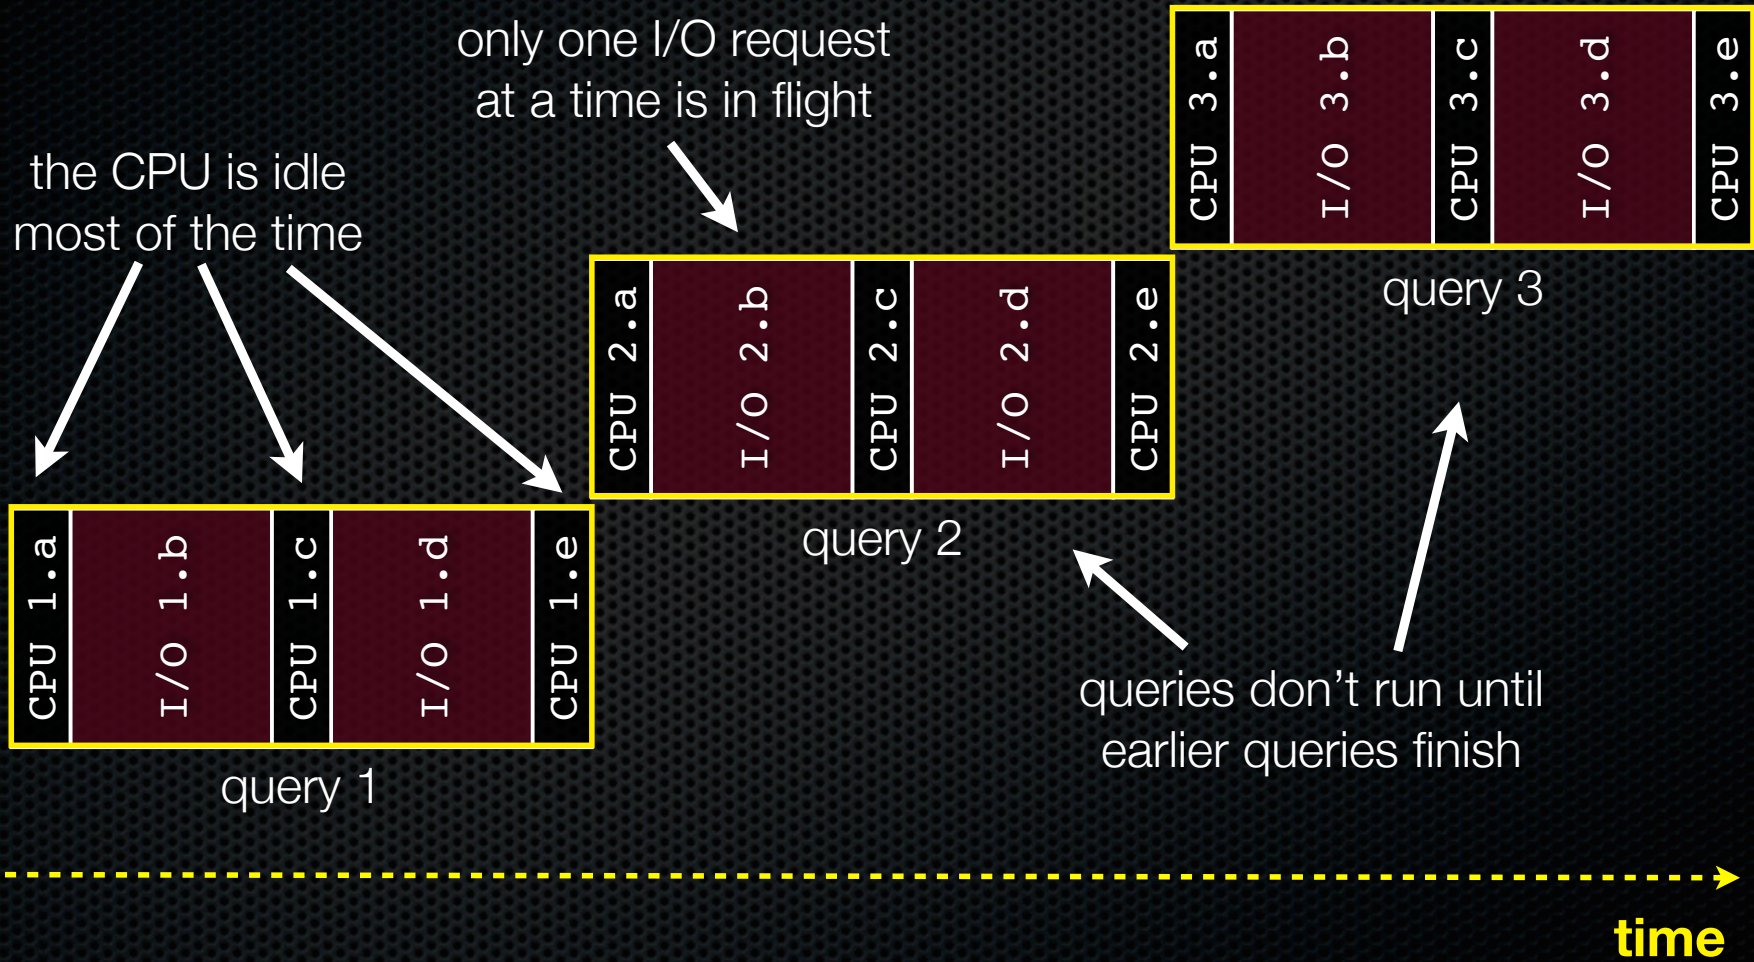 only one I/O request
at a time is in flight
the CPU is idle
most of the time
CPU 3.a
I/O 3.b
CPU 3.c
I/O 3.d
CPU 3.e
query 3
CPU 2.a
I/O 2.b
CPU 2.c
I/O 2.d
CPU 2.e
query 2
CPU 1.a
I/O 1.b
CPU 1.c
I/O 1.d
CPU 1.e
query 1
queries don’t run until
earlier queries finish
time